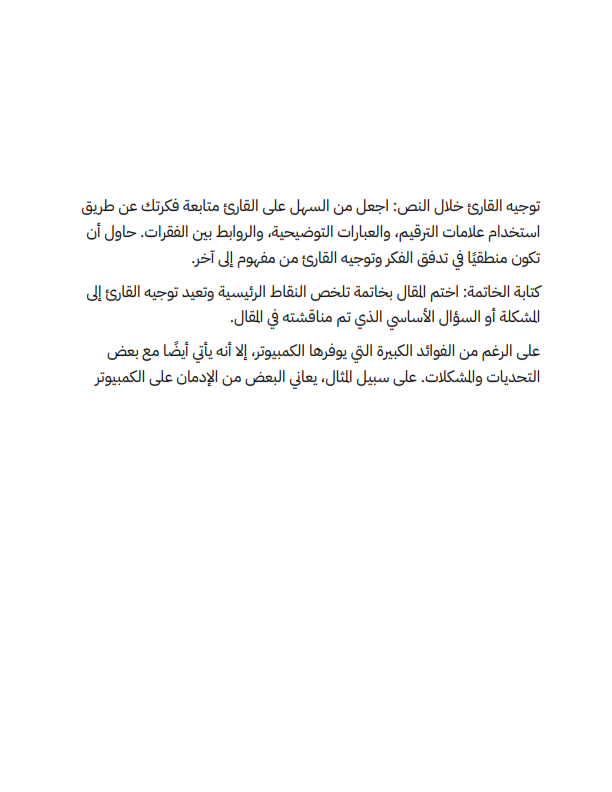 توجيه القارئ خلال النص: اجعل من السهل على القارئ متابعة فكرتك عن طريق
استخدام علامات الترقيم، والعبارات التوضيحية، والروابط بين الفقرات. حاول أن
تكون منطقيًا في تدفق الفكر وتوجيه القارئ من مفهوم إلى آخر.
كتابة الخاتمة: اختم المقال بخاتمة تلخص النقاط الرئيسية وتعيد توجيه القارئ إلى
المشكلة أو السؤال الأساسي الذي تم مناقشته في المقال.
على الرغم من الفوائد الكبيرة التي يوفرها الكمبيوتر، إلا أنه يأتي أيضًا مع بعض
التحديات والمشكلات. على سبيل المثال، يعاني البعض من الإدمان على الكمبيوتر